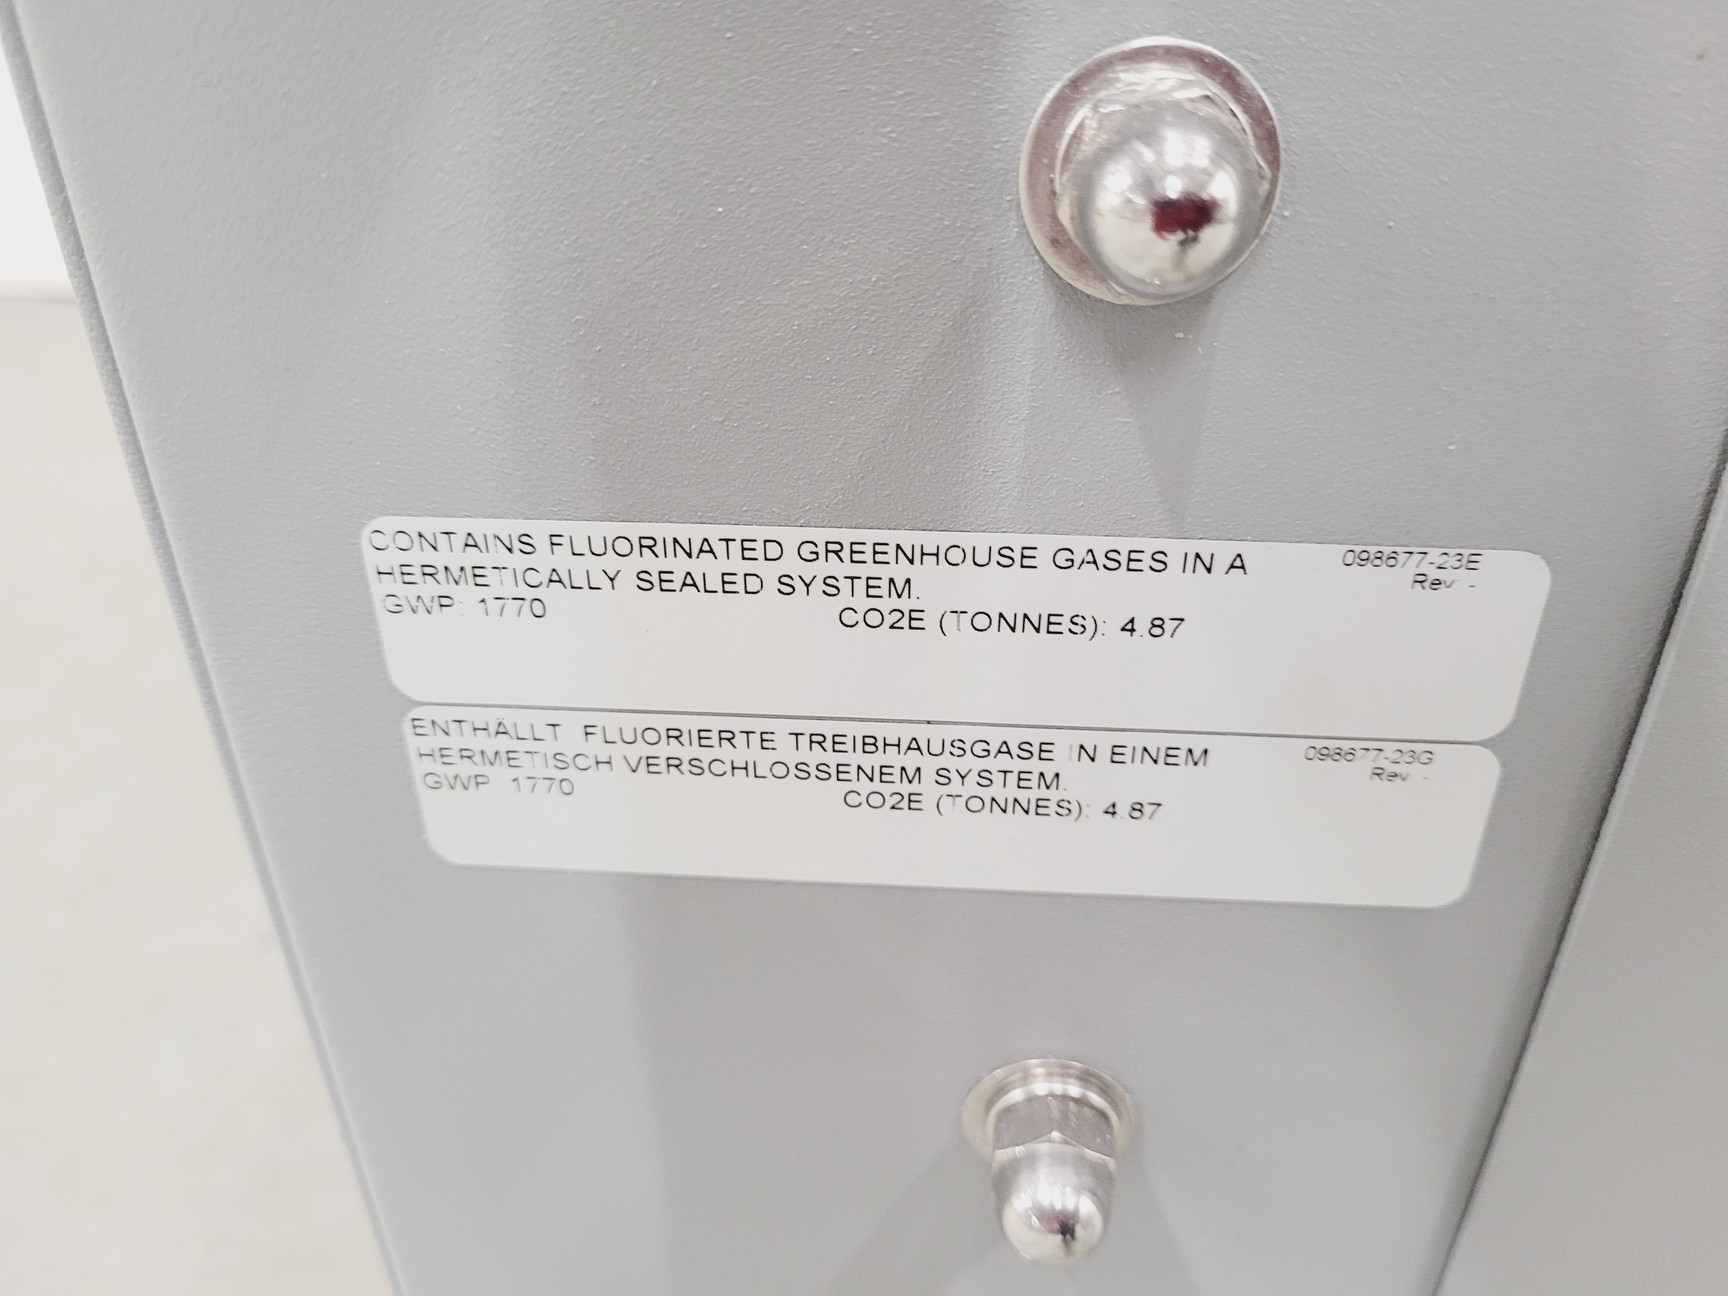 CONTAINS FLUORINATED GREENHOUSE GASES IN A 098677-23E
HERMETICALLY SEALED SYSTEM. Rev -
GWP: 1770 CO2E (TONNES): 4.87
ENTHÄLLT FLUORIERTE TREIBHAUSGASE IN EINEM 098677-23G
HERMETISCH VERSCHLOSSENEM SYSTEM. Rev -
GWP: 1770 CO2E (TONNES): 4.87